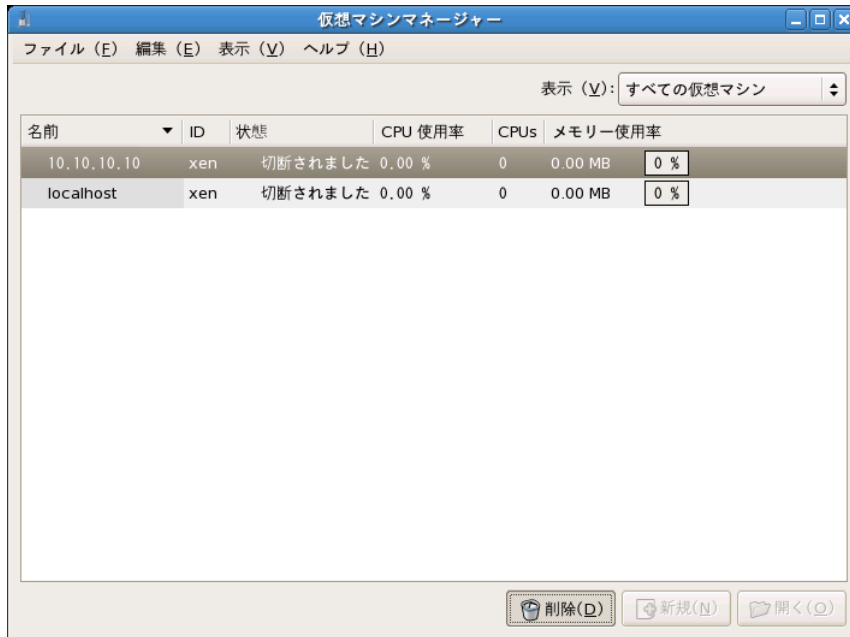 仮想マシンマネージャー
ファイル (F) 編集 (E) 表示 (V) ヘルプ (H)
表示 (V): すべての仮想マシン
名前 ID 状態 CPU 使用率 CPUs メモリー使用率
10.10.10.10 xen 切断されました 0.00 % 0 0.00 MB 0 %
localhost xen 切断されました 0.00 % 0 0.00 MB 0 %
削除(D) 新規(N) 開く(O)